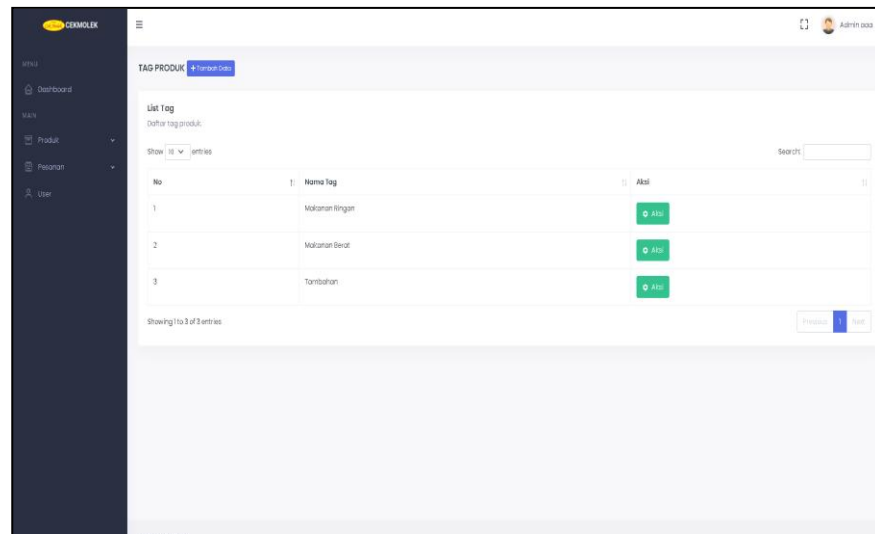 CEKMOLEK
Admin aaa
MENU
Dashboard
MAIN
Produk
Pesanan
User
TAG PRODUK + Tambah Data
List Tag
Daftar tag produk.
Show 10 entries
Search:
No Nama Tag Aksi
1 Makanan Ringan Aksi
2 Makanan Berat Aksi
3 Tambahan Aksi
Showing 1 to 3 of 3 entries
Previous 1 Next